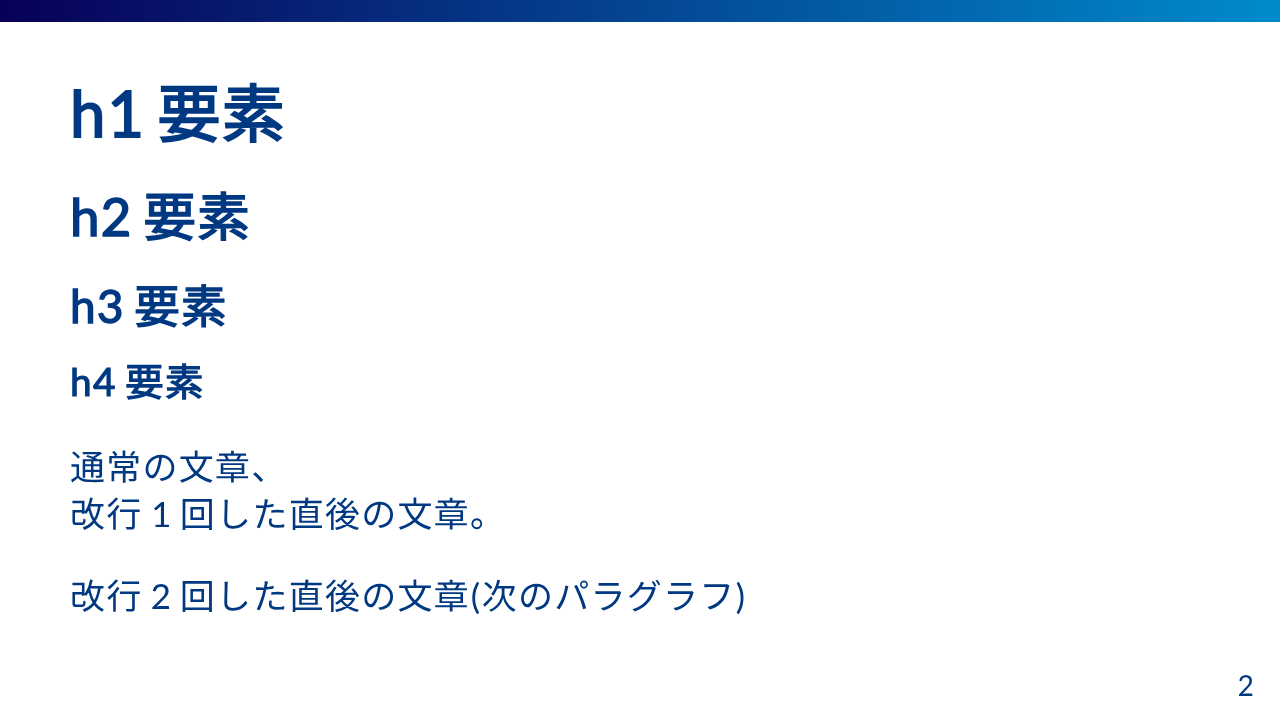 h1 要素
h2 要素
h3 要素
h4 要素
通常の文章、
改行 1 回した直後の文章。
改行 2 回した直後の文章(次のパラグラフ)
2